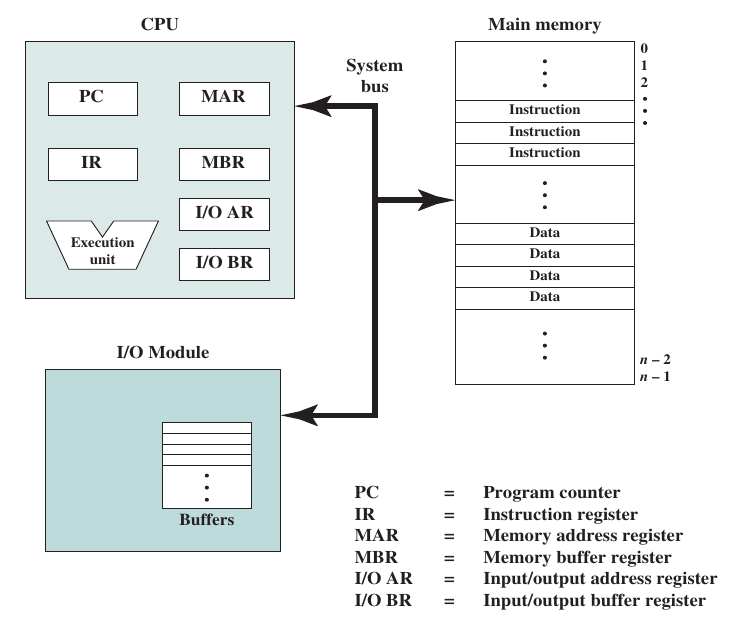 CPU
Main memory
System
bus
0
1
2
PC
MAR
Instruction
Instruction
Instruction
IR
MBR
I/O AR
Execution
unit
I/O BR
Data
Data
Data
Data
I/O Module
n – 2
n – 1
Buffers
PC = Program counter
IR = Instruction register
MAR = Memory address register
MBR = Memory buffer register
I/O AR = Input/output address register
I/O BR = Input/output buffer register